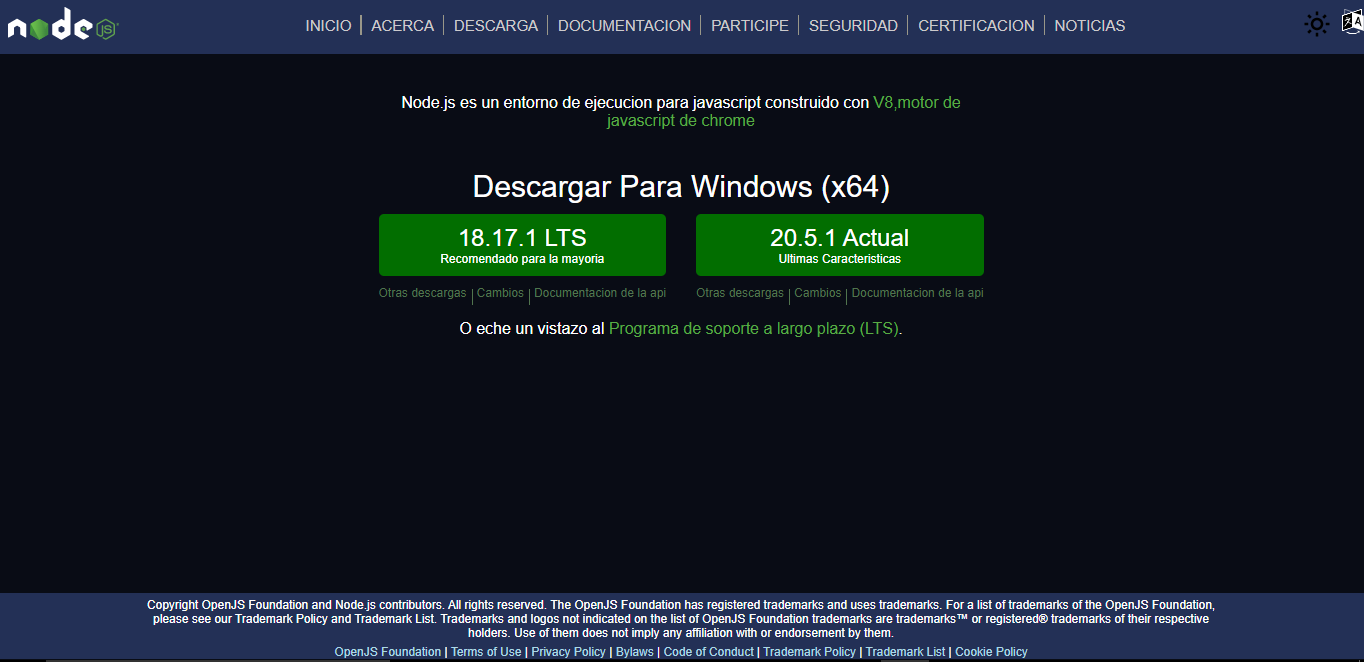 node JS
INICIO | ACERCA | DESCARGA | DOCUMENTACION | PARTICIPE | SEGURIDAD | CERTIFICACION | NOTICIAS
Node.js es un entorno de ejecucion para javascript construido con V8,motor de
javascript de chrome
Descargar Para Windows (x64)
18.17.1 LTS
Recomendado para la mayoria
20.5.1 Actual
Ultimas Caracteristicas
Otras descargas | Cambios | Documentacion de la api
Otras descargas | Cambios | Documentacion de la api
O eche un vistazo al Programa de soporte a largo plazo (LTS).
Copyright OpenJS Foundation and Node.js contributors. All rights reserved. The OpenJS Foundation has registered trademarks and uses trademarks. For a list of trademarks of the OpenJS Foundation,
please see our Trademark Policy and Trademark List. Trademarks and logos not indicated on the list of OpenJS Foundation trademarks are trademarks™ or registered® trademarks of their respective
holders. Use of them does not imply any affiliation with or endorsement by them.
OpenJS Foundation | Terms of Use | Privacy Policy | Bylaws | Code of Conduct | Trademark Policy | Trademark List | Cookie Policy